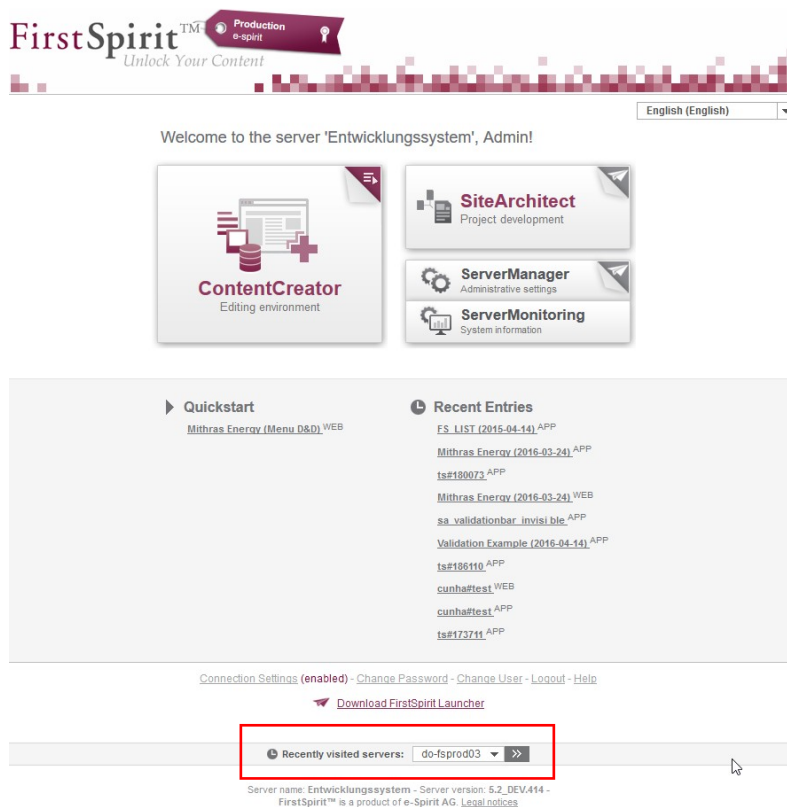 FirstSpirit™
Unlock Your Content
Production
e-spirit
English (English)
Welcome to the server 'Entwicklungssystem', Admin!
ContentCreator
Editing environment
SiteArchitect
Project development
ServerManager
Administrative settings
ServerMonitoring
System information
Quickstart
Mithras Energy (Menu D&D) WEB
Recent Entries
FS_LIST (2015-04-14) APP
Mithras Energy (2016-03-24) APP
ts#180073 APP
Mithras Energy (2016-03-24) WEB
sa_validationbar_invisi ble APP
Validation Example (2016-04-14) APP
ts#186110 APP
cunha#test WEB
cunha#test APP
ts#173711 APP
Connection Settings (enabled) - Change Password - Change User - Logout - Help
Download FirstSpirit Launcher
Recently visited servers: do-fsprod03 >>
Server name: Entwicklungssystem - Server version: 5.2_DEV.414 -
FirstSpirit™ is a product of e-Spirit AG. Legal notices